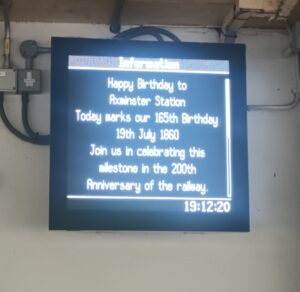 Information
Happy Birthday to
Axminster Station
Today marks our 165th Birthday
19th July 1860
Join us in celebrating this
milestone in the 200th
Anniversary of the railway.
19:12:20